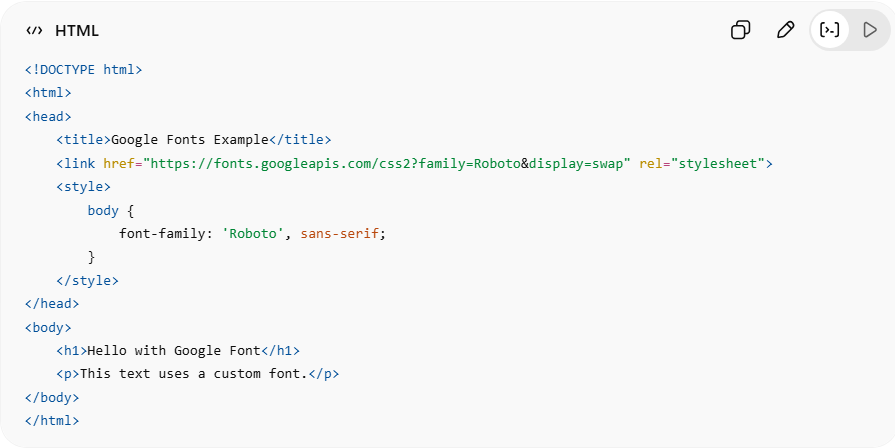 HTML
<!DOCTYPE html>
<html>
<head>
    <title>Google Fonts Example</title>
    <link href="https://fonts.googleapis.com/css2?family=Roboto&display=swap" rel="stylesheet">
    <style>
        body {
            font-family: 'Roboto', sans-serif;
        }
    </style>
</head>
<body>
    <h1>Hello with Google Font</h1>
    <p>This text uses a custom font.</p>
</body>
</html>